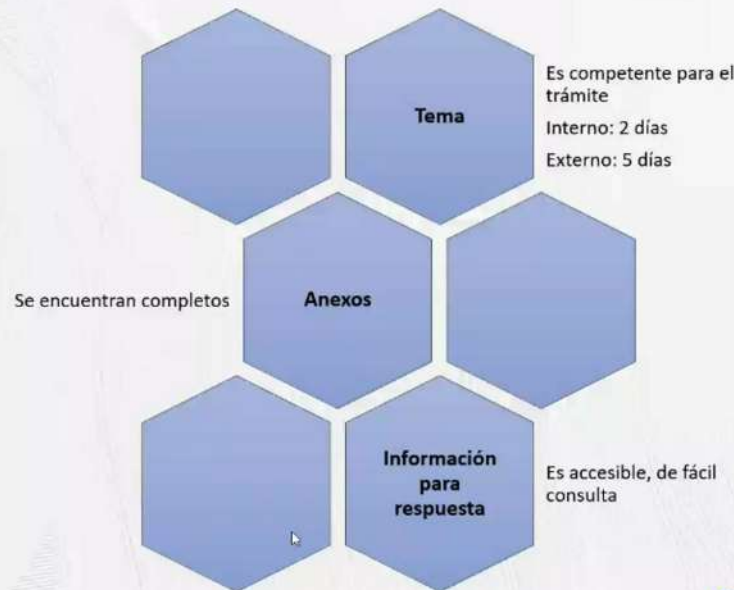 Tema
Es competente para el
trámite
Interno: 2 días
Externo: 5 días
Se encuentran completos
Anexos
Información
para
respuesta
Es accesible, de fácil
consulta